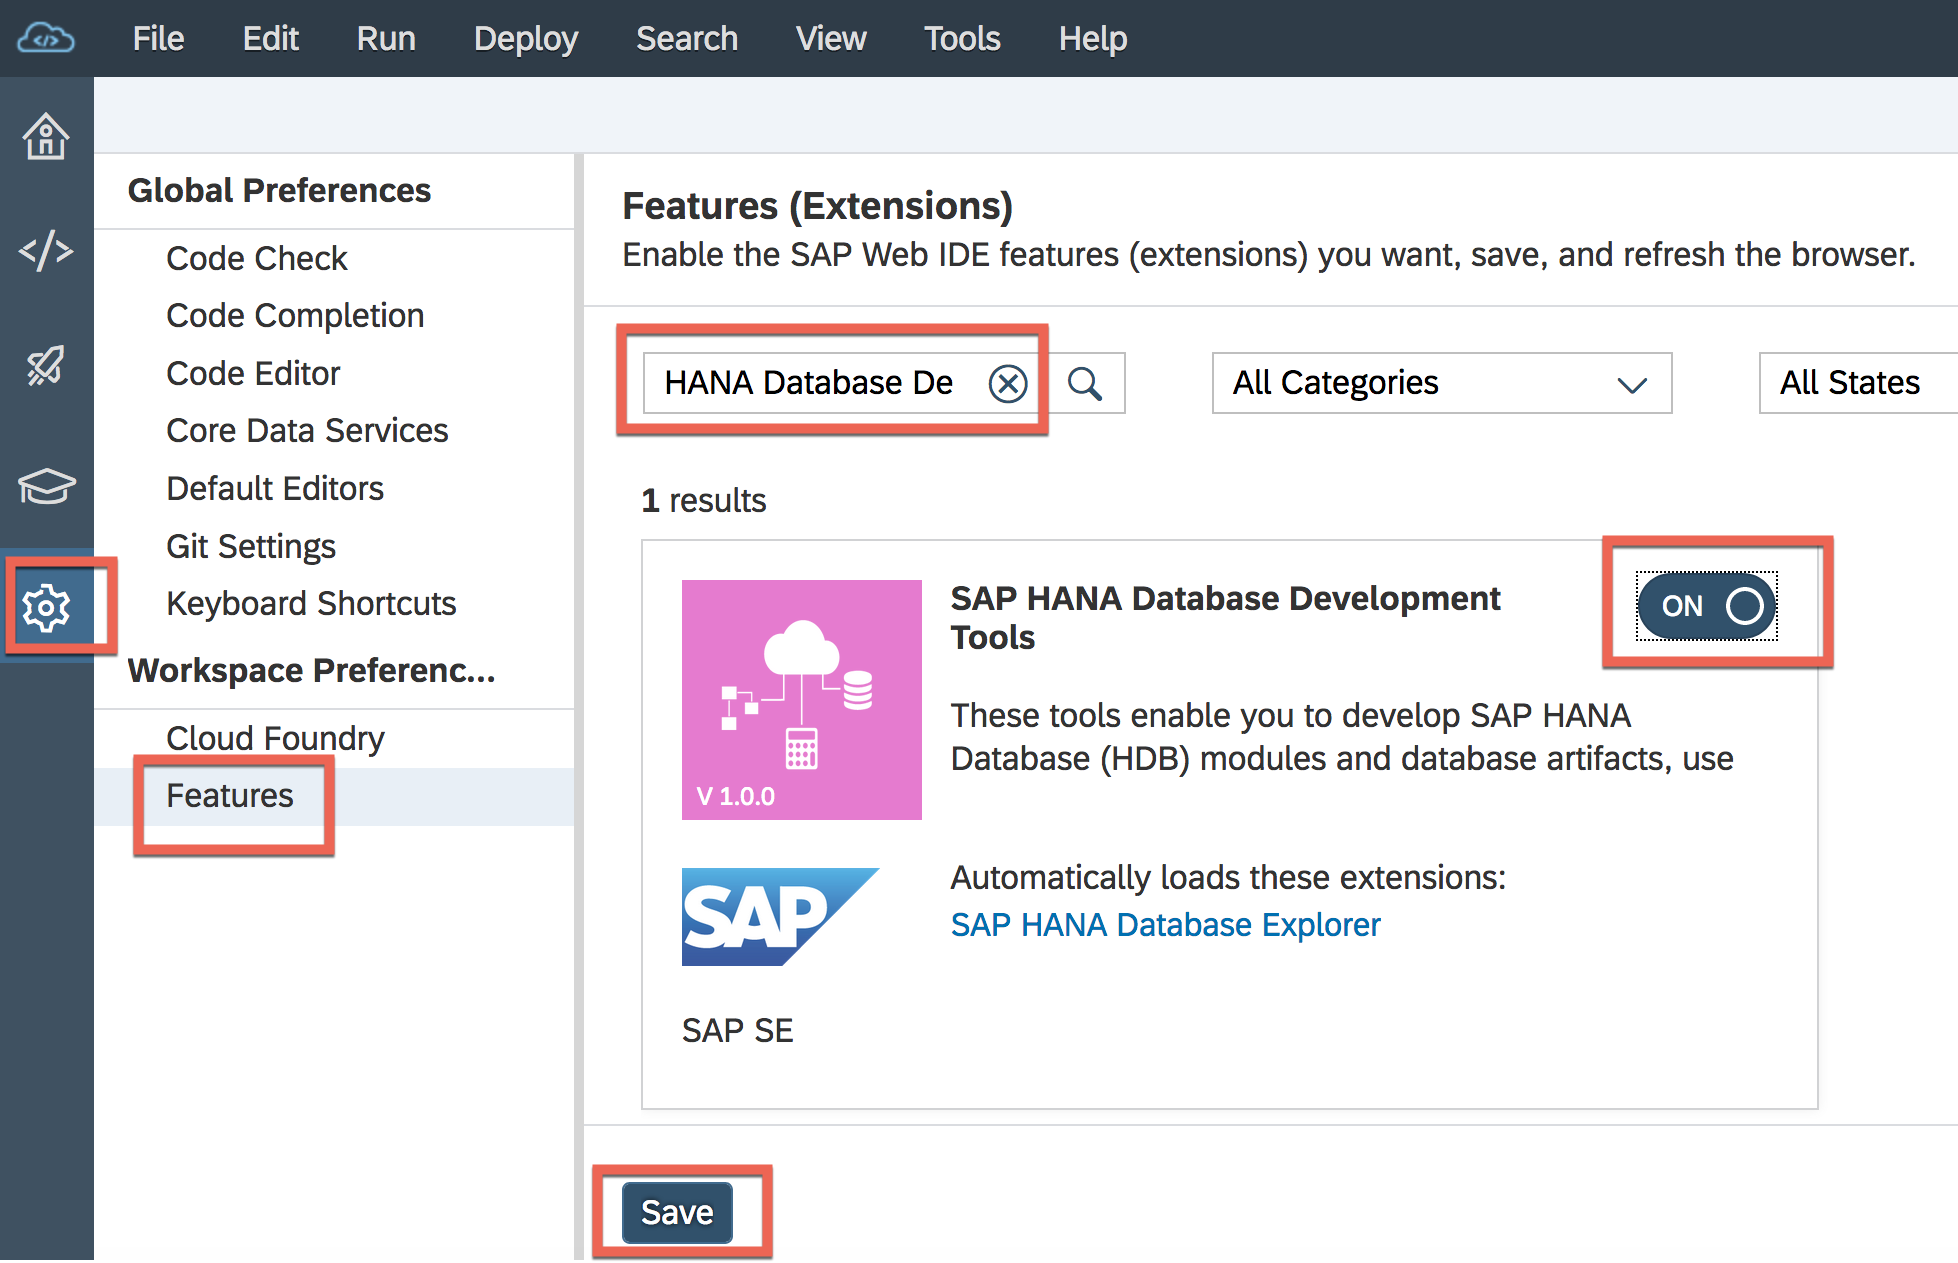 File Edit Run Deploy Search View Tools Help
Global Preferences
Code Check
Code Completion
Code Editor
Core Data Services
Default Editors
Git Settings
Keyboard Shortcuts
Workspace Preferenc...
Cloud Foundry
Features
Features (Extensions)
Enable the SAP Web IDE features (extensions) you want, save, and refresh the browser.
HANA Database De
All Categories
All States
1 results
V 1.0.0
SAP HANA Database Development
Tools
ON
These tools enable you to develop SAP HANA
Database (HDB) modules and database artifacts, use
SAP
Automatically loads these extensions:
SAP HANA Database Explorer
SAP SE
Save